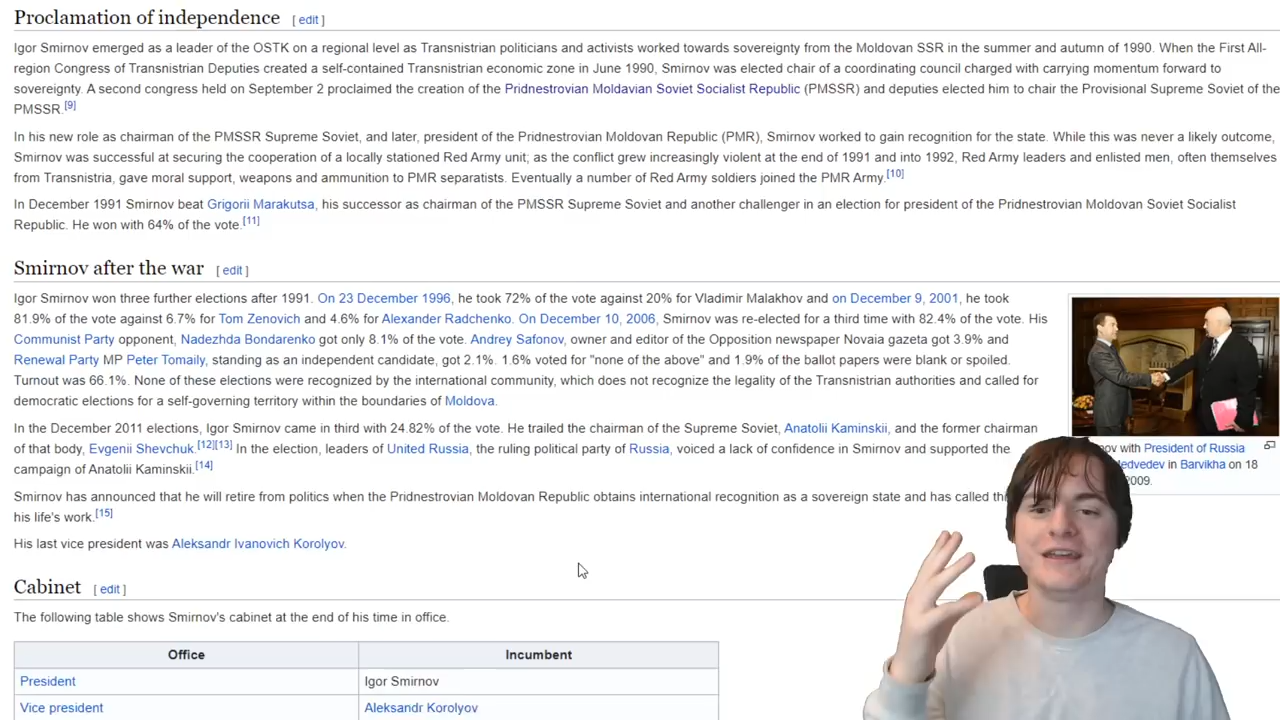 Proclamation of independence [ edit ]
Igor Smirnov emerged as a leader of the OSTK on a regional level as Transnistrian politicians and activists worked towards sovereignty from the Moldovan SSR in the summer and autumn of 1990. When the First All-
region Congress of Transnistrian Deputies created a self-contained Transnistrian economic zone in June 1990, Smirnov was elected chair of a coordinating council charged with carrying momentum forward to
sovereignty. A second congress held on September 2 proclaimed the creation of the Pridnestrovian Moldavian Soviet Socialist Republic (PMSSR) and deputies elected him to chair the Provisional Supreme Soviet of the
PMSSR.[9]
In his new role as chairman of the PMSSR Supreme Soviet, and later, president of the Pridnestrovian Moldovan Republic (PMR), Smirnov worked to gain recognition for the state. While this was never a likely outcome,
Smirnov was successful at securing the cooperation of a locally stationed Red Army unit; as the conflict grew increasingly violent at the end of 1991 and into 1992, Red Army leaders and enlisted men, often themselves
from Transnistria, gave moral support, weapons and ammunition to PMR separatists. Eventually a number of Red Army soldiers joined the PMR Army.[10]
In December 1991 Smirnov beat Grigorii Marakutsa, his successor as chairman of the PMSSR Supreme Soviet and another challenger in an election for president of the Pridnestrovian Moldovan Soviet Socialist
Republic. He won with 64% of the vote.[11]
Smirnov after the war [ edit ]
Igor Smirnov won three further elections after 1991. On 23 December 1996, he took 72% of the vote against 20% for Vladimir Malakhov and on December 9, 2001, he took
81.9% of the vote against 6.7% for Tom Zenovich and 4.6% for Alexander Radchenko. On December 10, 2006, Smirnov was re-elected for a third time with 82.4% of the vote. His
Communist Party opponent, Nadezhda Bondarenko got only 8.1% of the vote. Andrey Safonov, owner and editor of the Opposition newspaper Novaia gazeta got 3.9% and
Renewal Party MP Peter Tomaily, standing as an independent candidate, got 2.1%. 1.6% voted for "none of the above" and 1.9% of the ballot papers were blank or spoiled.
Turnout was 66.1%. None of these elections were recognized by the international community, which does not recognize the legality of the Transnistrian authorities and called for
democratic elections for a self-governing territory within the boundaries of Moldova.
In the December 2011 elections, Igor Smirnov came in third with 24.82% of the vote. He trailed the chairman of the Supreme Soviet, Anatolii Kaminskii, and the former chairman
of that body, Evgenii Shevchuk.[12][13] In the election, leaders of United Russia, the ruling political party of Russia, voiced a lack of confidence in Smirnov and supported the
campaign of Anatolii Kaminskii.[14]
Smirnov has announced that he will retire from politics when the Pridnestrovian Moldovan Republic obtains international recognition as a sovereign state and has called
his life's work.[15]
His last vice president was Aleksandr Ivanovich Korolyov.
with President of Russia
in Barvikha on 18
2009.
Cabinet [ edit ]
The following table shows Smirnov's cabinet at the end of his time in office.
Office Incumbent
President Igor Smirnov
Vice president Aleksandr Korolyov